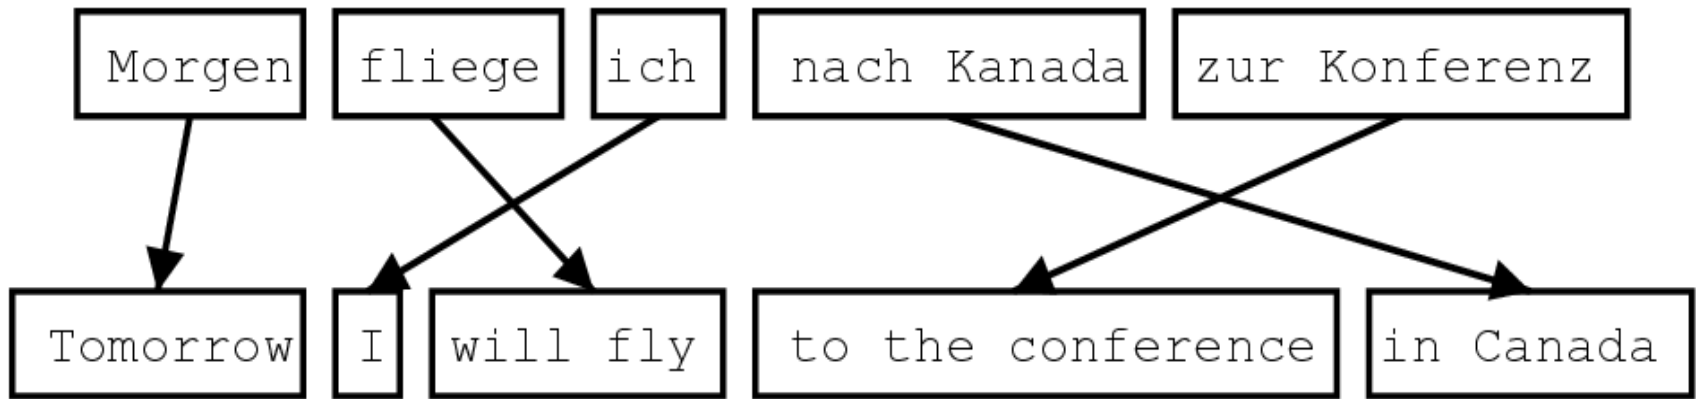 Morgen fliege ich nach Kanada zur Konferenz
Tomorrow I will fly to the conference in Canada